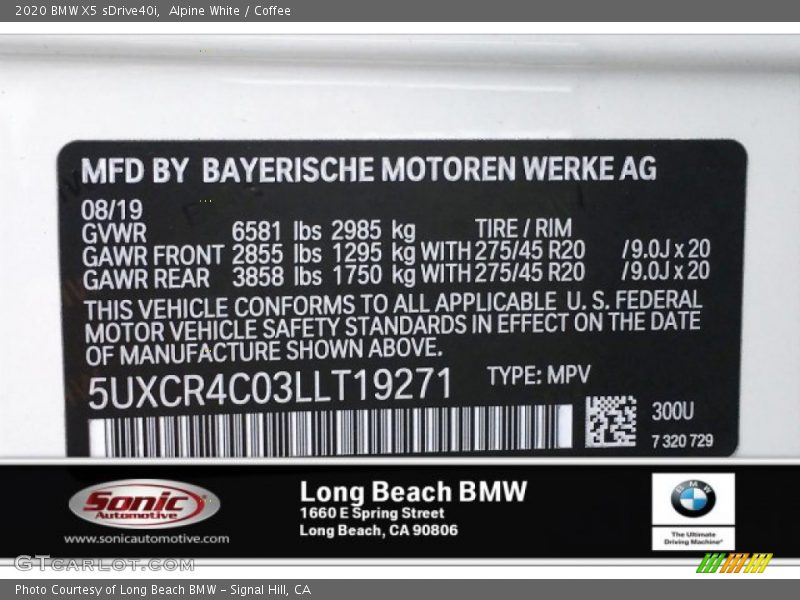 2020 BMW X5 sDrive40i,  Alpine White / Coffee
MFD BY BAYERISCHE MOTOREN WERKE AG
08/19
GVWR 6581 lbs 2985 kg TIRE / RIM
GAWR FRONT 2855 lbs 1295 kg WITH 275/45 R20 /9.0J x 20
GAWR REAR 3858 lbs 1750 kg WITH 275/45 R20 /9.0J x 20
THIS VEHICLE CONFORMS TO ALL APPLICABLE U. S. FEDERAL
MOTOR VEHICLE SAFETY STANDARDS IN EFFECT ON THE DATE
OF MANUFACTURE SHOWN ABOVE.
5UXCR4C03LLT19271 TYPE: MPV
300U
7 320 729
Sonic
Automotive
www.sonicautomotive.com
Long Beach BMW
1660 E Spring Street
Long Beach, CA 90806
BMW
The Ultimate
Driving Machine®
GTcarlot.com
Photo Courtesy of Long Beach BMW - Signal Hill, CA